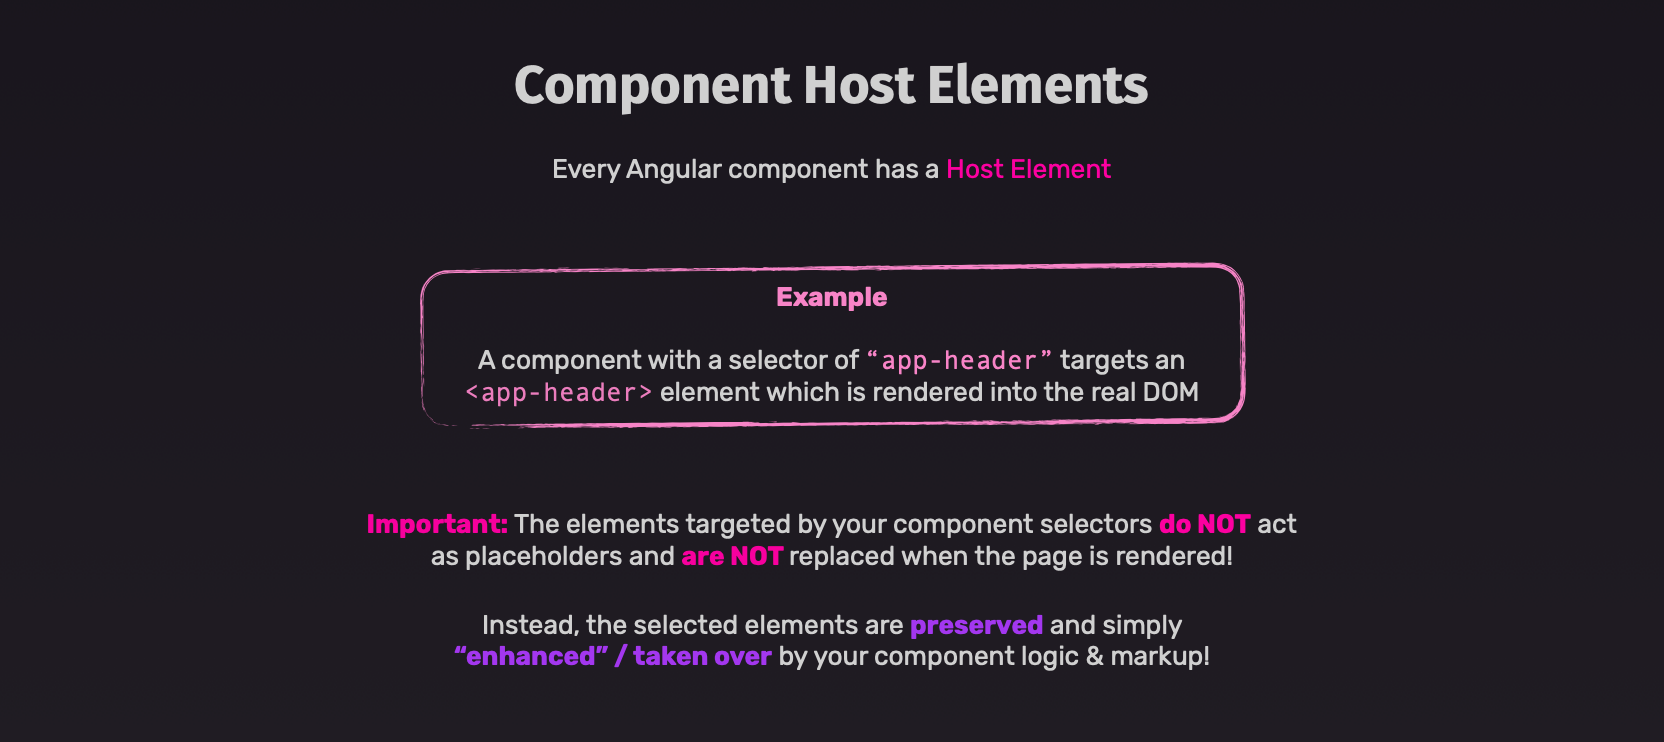 Component Host Elements
Every Angular component has a Host Element
Example
A component with a selector of “app-header” targets an
<app-header> element which is rendered into the real DOM
Important: The elements targeted by your component selectors do NOT act
as placeholders and are NOT replaced when the page is rendered!
Instead, the selected elements are preserved and simply
“enhanced” / taken over by your component logic & markup!